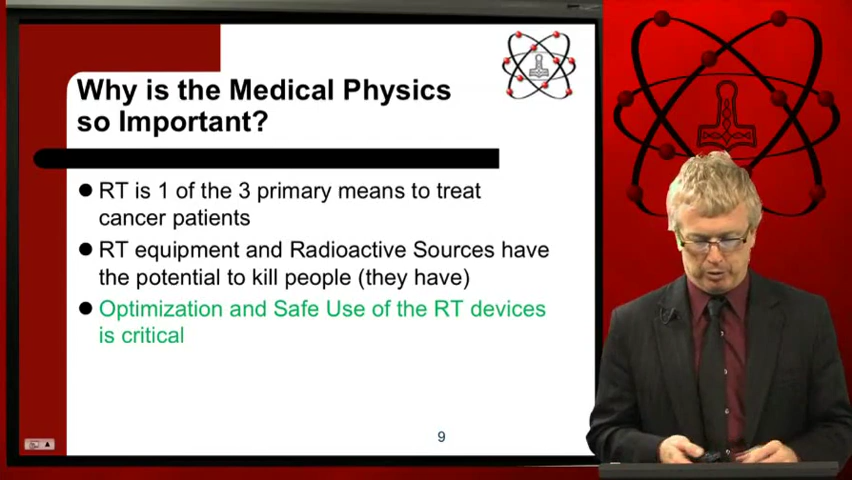 Why is the Medical Physics
so Important?
● RT is 1 of the 3 primary means to treat
cancer patients
● RT equipment and Radioactive Sources have
the potential to kill people (they have)
● Optimization and Safe Use of the RT devices
is critical
9